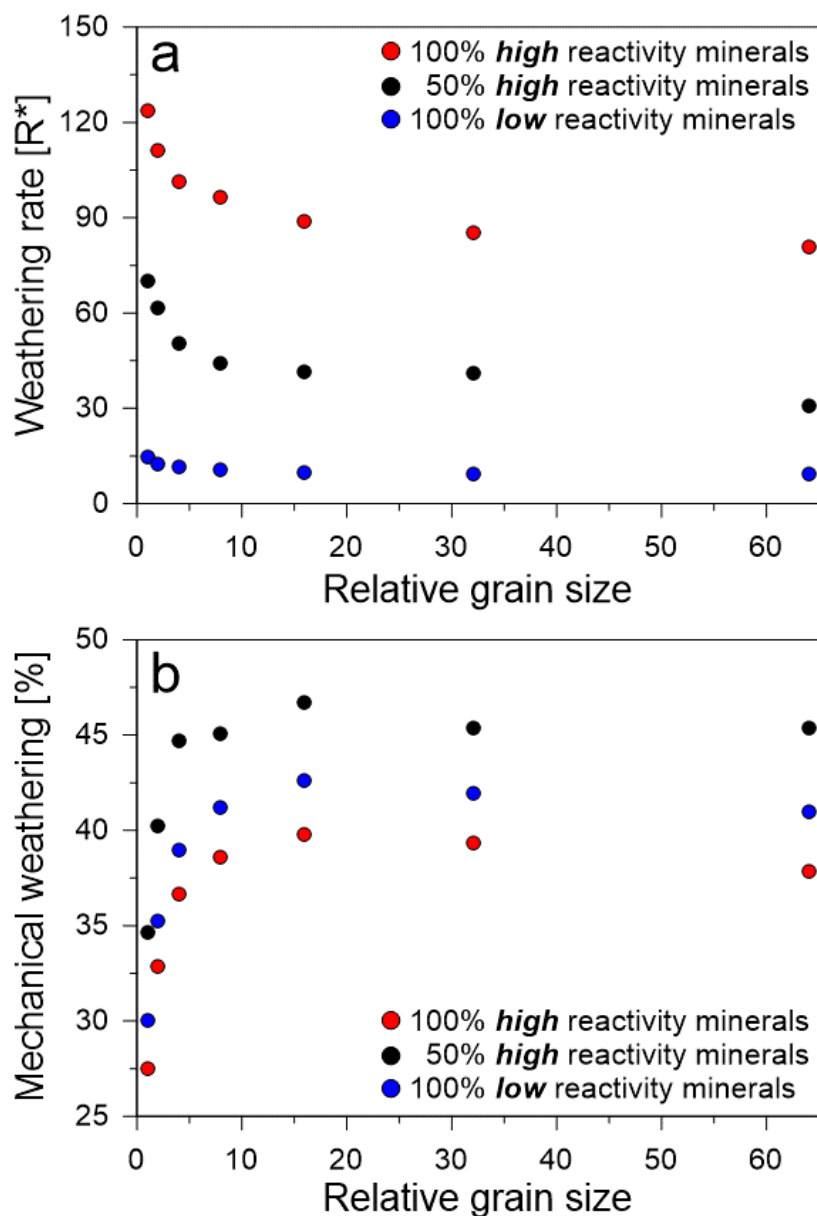 a
100% high reactivity minerals
50% high reactivity minerals
100% low reactivity minerals
Weathering rate [R*]
150
120
90
60
30
0
0 10 20 30 40 50 60
Relative grain size
b
Mechanical weathering [%]
50
45
40
35
30
25
100% high reactivity minerals
50% high reactivity minerals
100% low reactivity minerals
0 10 20 30 40 50 60
Relative grain size